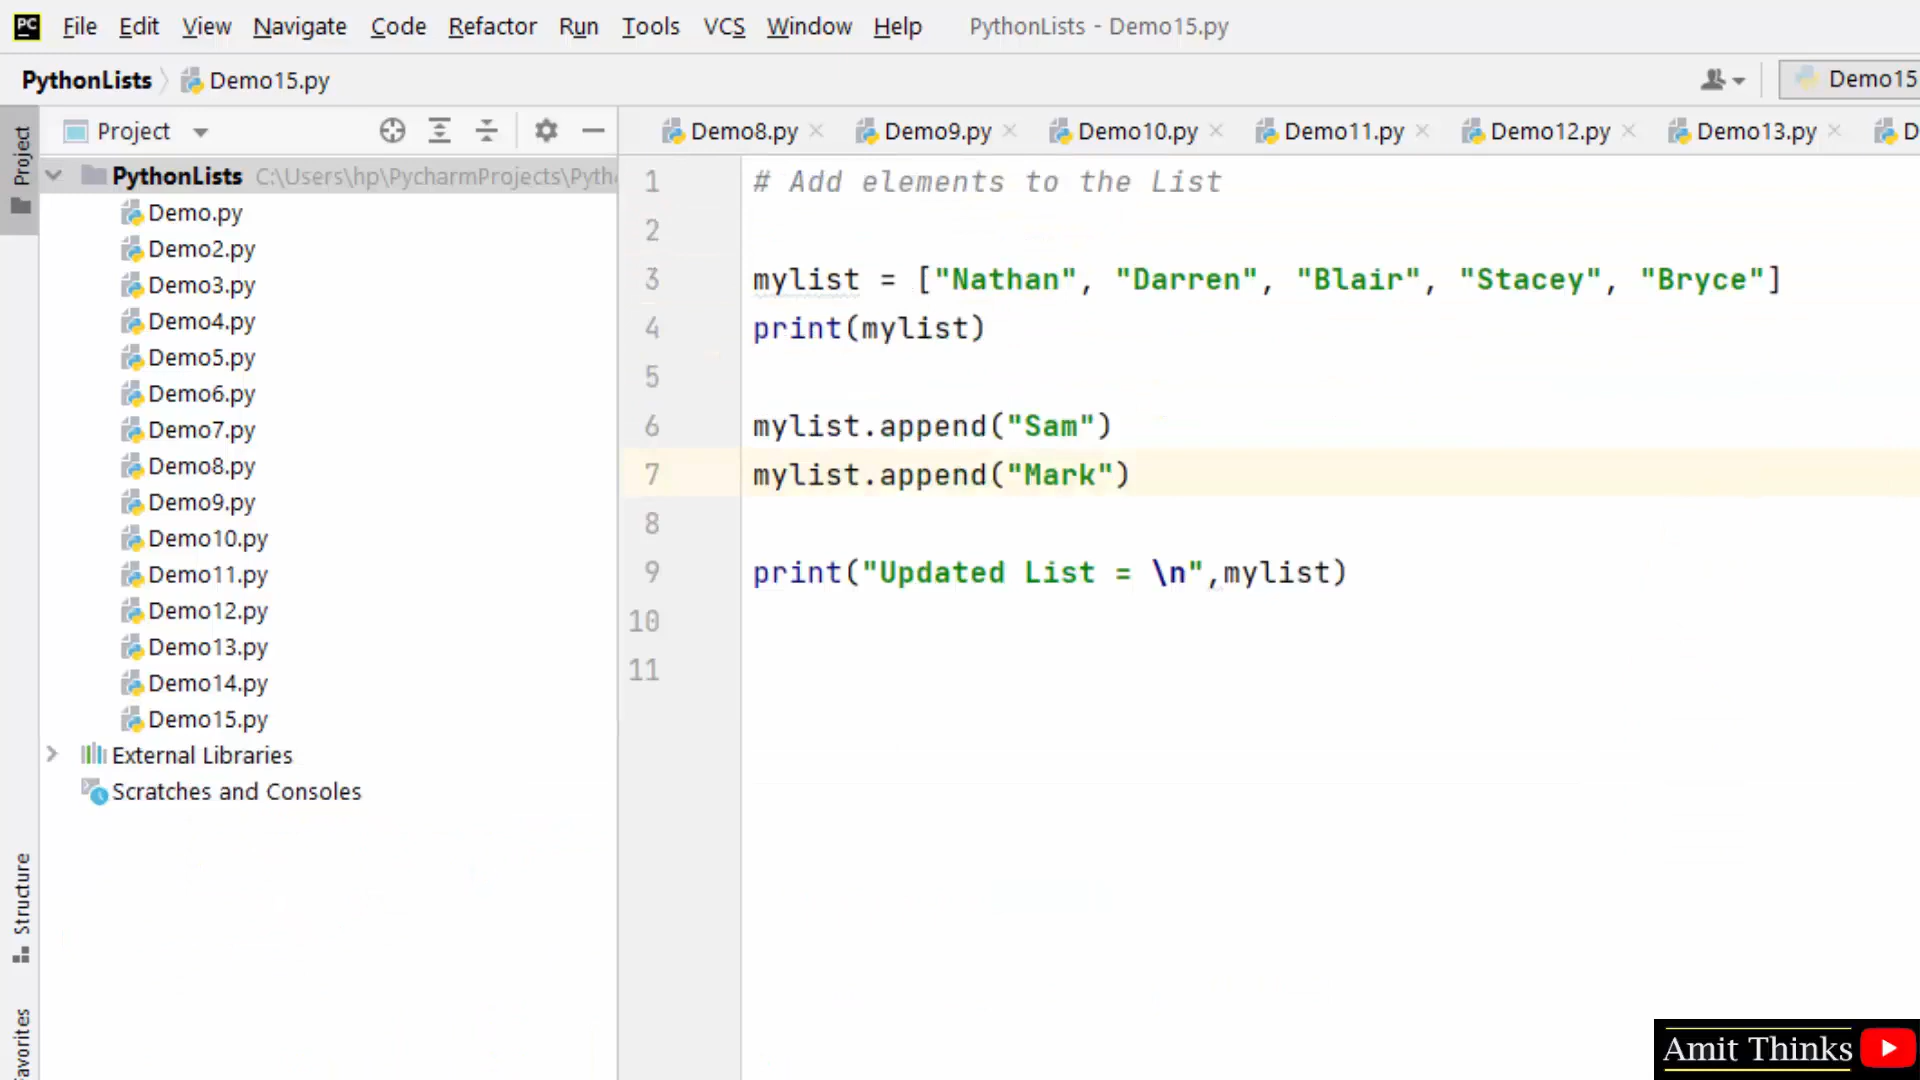 PC File Edit View Navigate Code Refactor Run Tools VCS Window Help PythonLists - Demo15.py
PythonLists Demo15.py Demo15
Project Demo8.py Demo9.py Demo10.py Demo11.py Demo12.py Demo13.py D
Project
PythonLists C:\Users\hp\PycharmProjects\Pyth
Demo.py
Demo2.py
Demo3.py
Demo4.py
Demo5.py
Demo6.py
Demo7.py
Demo8.py
Demo9.py
Demo10.py
Demo11.py
Demo12.py
Demo13.py
Demo14.py
Demo15.py
External Libraries
Scratches and Consoles
Structure
Favorites
1 # Add elements to the List
2
3 mylist = ["Nathan", "Darren", "Blair", "Stacey", "Bryce"]
4 print(mylist)
5
6 mylist.append("Sam")
7 mylist.append("Mark")
8
9 print("Updated List = \n",mylist)
10
11
Amit Thinks